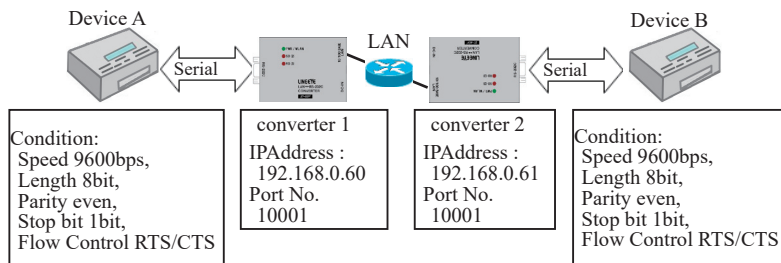 Device A
Device B
LAN
Serial
Serial
LINEEYE
LINEEYE
Condition:
Speed 9600bps,
Length 8bit,
Parity even,
Stop bit 1bit,
Flow Control RTS/CTS
converter 1
IPAddress :
192.168.0.60
Port No.
10001
converter 2
IPAddress :
192.168.0.61
Port No.
10001
Condition:
Speed 9600bps,
Length 8bit,
Parity even,
Stop bit 1bit,
Flow Control RTS/CTS